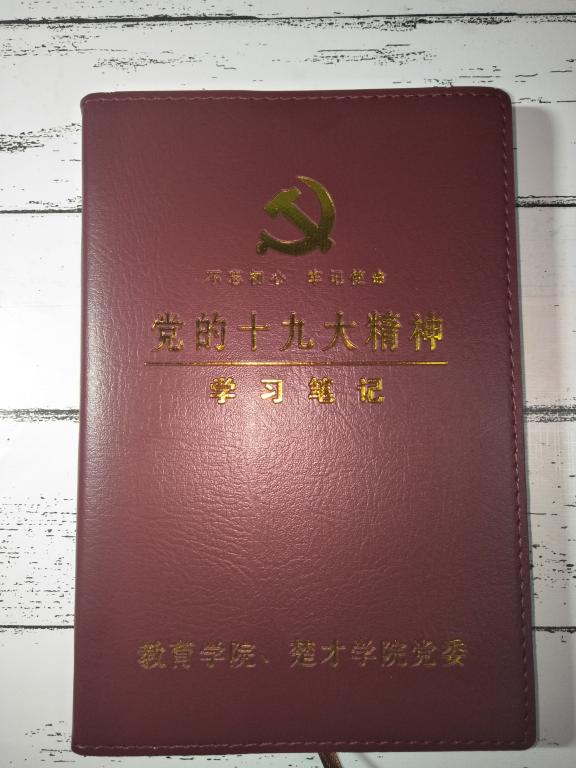 不忘初心 牢记使命
党的十九大精神
学习笔记
教育学院、楚才学院党委